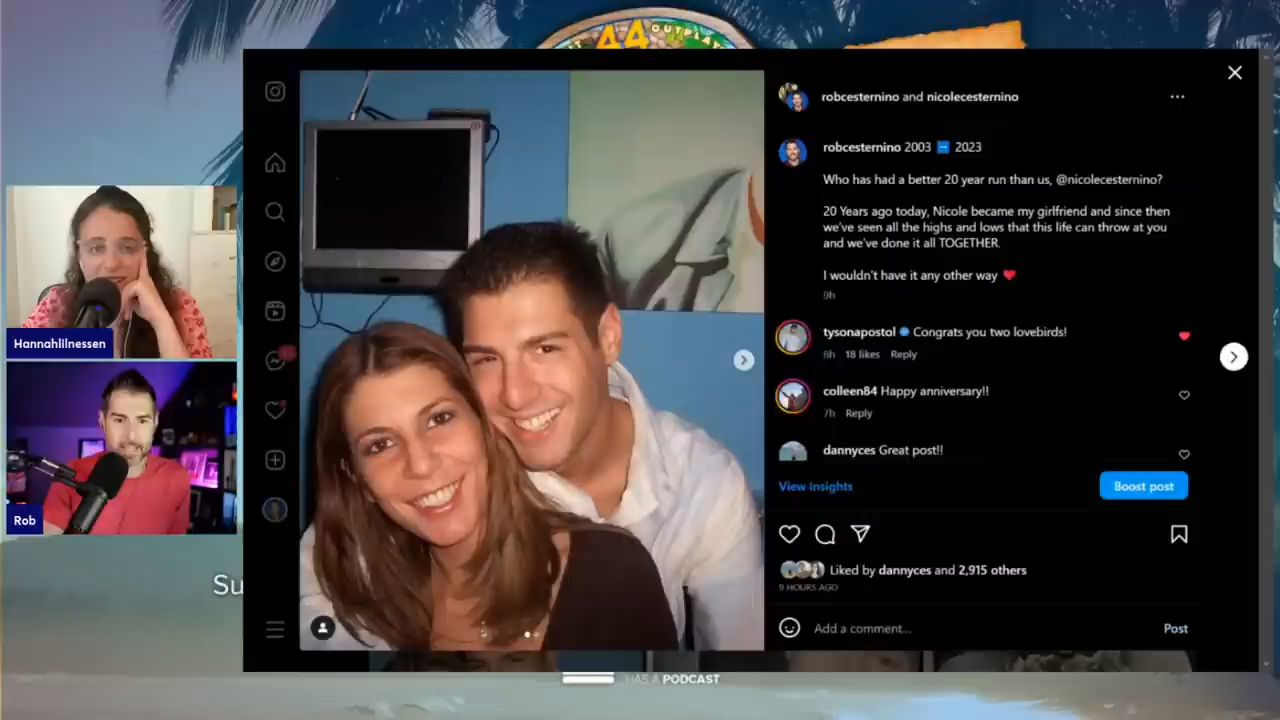 44
OUTPLAY
robcesternino and nicolecesternino
robcesternino 2003 2023
Who has had a better 20 year run than us, @nicolecesternino?
20 Years ago today, Nicole became my girlfriend and since then
we've seen all the highs and lows that this life can throw at you
and we've done it all TOGETHER.
I wouldn't have it any other way
9h
tysonapostol Congrats you two lovebirds!
8h 18 likes Reply
colleen84 Happy anniversary!!
7h Reply
dannyces Great post!!
View insights
Boost post
Liked by dannyces and 2,915 others
9 HOURS AGO
Add a comment...
Post
Hannahlilnessen
Rob
Su
HAS A PODCAST